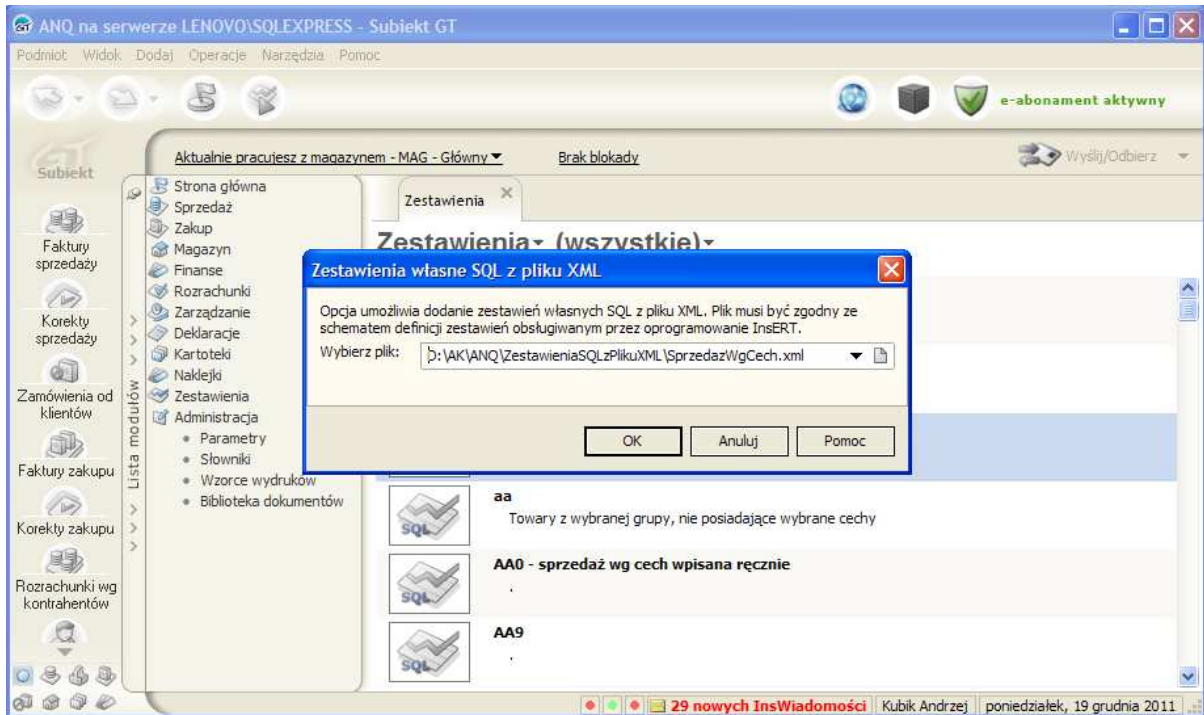 ANQ na serwerze LENOVO\SQLEXPRESS - Subiekt GT
Podmiot Widok Dodaj Operacje Narzędzia Pomoc
e-abonament aktywny
GT
Subiekt
Aktualnie pracujesz z magazynem - MAG - Główny
Brak blokady
Wyślij/Odbierz
Faktury
sprzedaży
Korekty
sprzedaży
Zamówienia od
klientów
Faktury zakupu
Korekty zakupu
Rozrachunki wg
kontrahentów
Lista modułów
Strona główna
Sprzedaż
Zakup
Magazyn
Finanse
Rozrachunki
Zarządzanie
Deklaracje
Kartoteki
Naklejki
Zestawienia
Administracja
Parametry
Słowniki
Wzorce wydruków
Biblioteka dokumentów
Zestawienia
Zestawienia (wszystkie)
Zestawienia własne SQL z pliku XML
Opcja umożliwia dodanie zestawień własnych SQL z pliku XML. Plik musi być zgodny ze
schematem definicji zestawień obsługiwanym przez oprogramowanie InsERT.
Wybierz plik: D:\AK\ANQ\ZestawieniaSQLzPlikuXML\SprzedazWgCech.xml
OK Anuluj Pomoc
SQL
aa
Towary z wybranej grupy, nie posiadające wybrane cechy
SQL
AA0 - sprzedaż wg cech wpisana ręcznie
.
SQL
AA9
.
29 nowych InsWiadomości Kubik Andrzej poniedziałek, 19 grudnia 2011